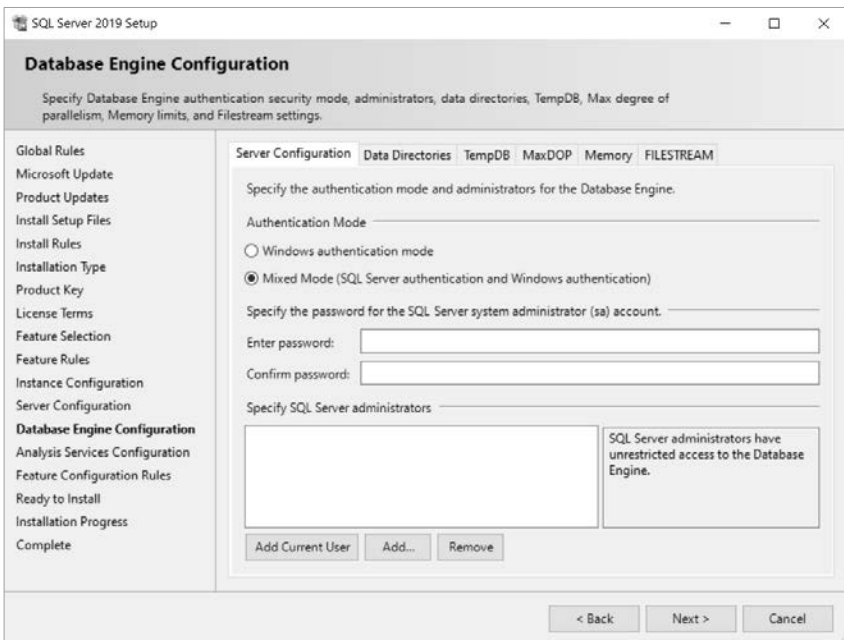 SQL Server 2019 Setup
Database Engine Configuration
Specify Database Engine authentication security mode, administrators, data directories, TempDB, Max degree of
parallelism, Memory limits, and Filestream settings.
Global Rules
Microsoft Update
Product Updates
Install Setup Files
Install Rules
Installation Type
Product Key
License Terms
Feature Selection
Feature Rules
Instance Configuration
Server Configuration
Database Engine Configuration
Analysis Services Configuration
Feature Configuration Rules
Ready to Install
Installation Progress
Complete
Server Configuration Data Directories TempDB MaxDOP Memory FILESTREAM
Specify the authentication mode and administrators for the Database Engine.
Authentication Mode
Windows authentication mode
Mixed Mode (SQL Server authentication and Windows authentication)
Specify the password for the SQL Server system administrator (sa) account.
Enter password:
Confirm password:
Specify SQL Server administrators
SQL Server administrators have
unrestricted access to the Database
Engine.
Add Current User Add... Remove
< Back Next > Cancel